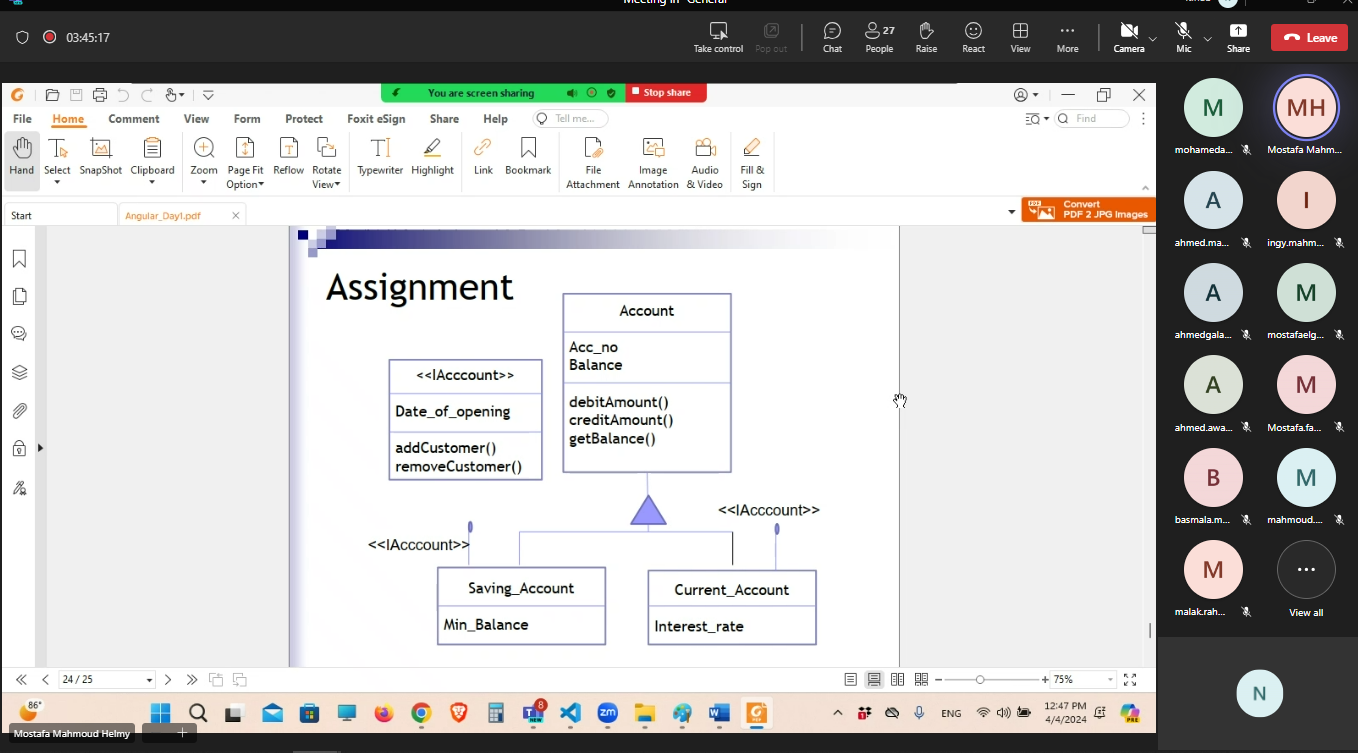 Meeting in "General"
03:45:17
Take control
Pop out
Chat
27
People
Raise
React
View
More
Camera
Mic
Share
Leave
You are screen sharing
Stop share
File
Home
Comment
View
Form
Protect
Foxit eSign
Share
Help
Tell me...
Find
Hand
Select
SnapShot
Clipboard
Zoom
Page Fit
Option
Reflow
Rotate
View
Typewriter
Highlight
Link
Bookmark
File
Attachment
Image
Annotation
Audio
& Video
Fill &
Sign
Start
Angular_Day1.pdf
Convert
PDF 2 JPG Images
Assignment
Account
Acc_no
Balance
debitAmount()
creditAmount()
getBalance()
<<IAcccount>>
Date_of_opening
addCustomer()
removeCustomer()
<<IAcccount>>
<<IAcccount>>
Saving_Account
Min_Balance
Current_Account
Interest_rate
M
mohameda...
MH
Mostafa Mahm...
A
ahmed.ma...
I
ingy.mahm...
A
ahmedgala...
M
mostafaelg...
A
ahmed.awa...
M
Mostafa.fa...
B
basmala.m...
M
mahmoud....
M
malak.rah...
View all
N
24 / 25
75%
86°
8
NEW
zm
ENG
12:47 PM
4/4/2024
PRE
Mostafa Mahmoud Helmy